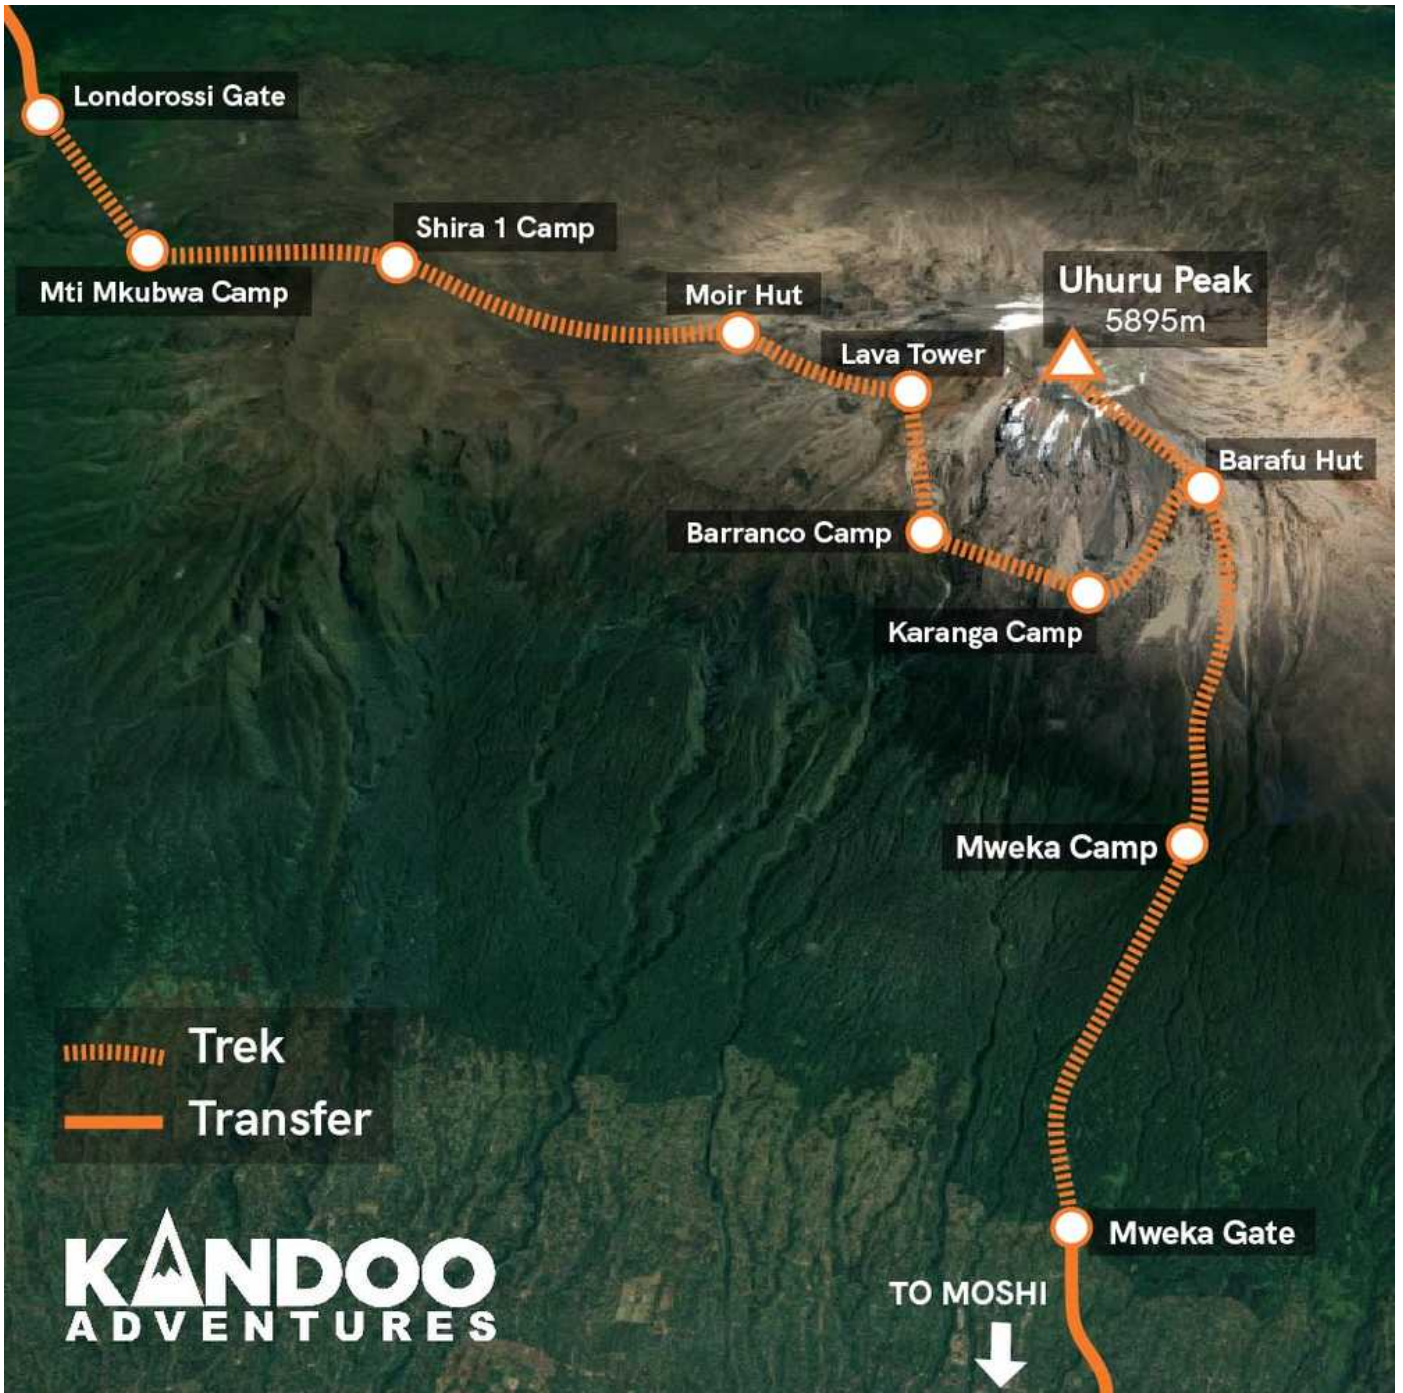 Londorossi Gate
Shira 1 Camp
Mti Mkubwa Camp
Moir Hut
Uhuru Peak
5895m
Lava Tower
Barafu Hut
Barranco Camp
Karanga Camp
Mweka Camp
Trek
Transfer
Mweka Gate
KANDOO
ADVENTURES
TO MOSHI